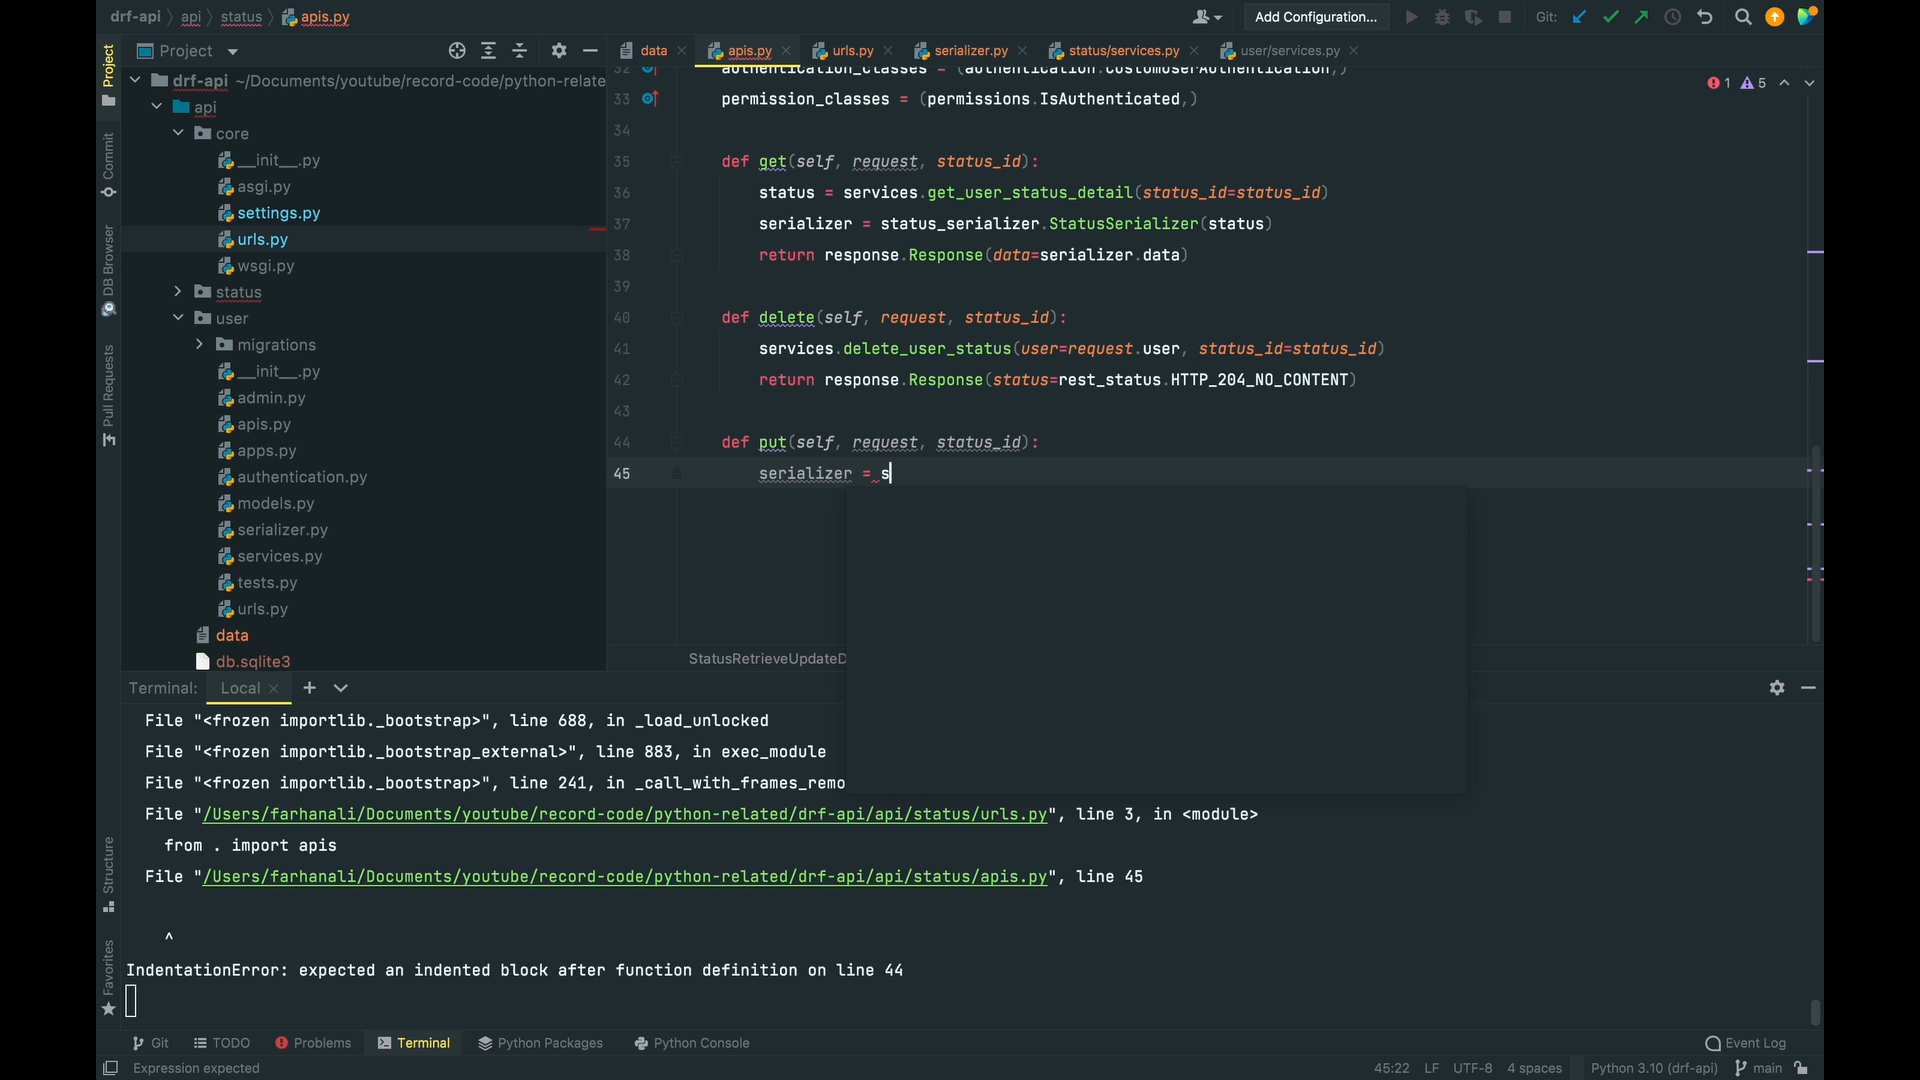 drf-api api status apis.py
Add Configuration...
Git:
Project
data apis.py urls.py serializer.py status/services.py user/services.py
Project
Commit
DB Browser
Pull Requests
Structure
Favorites
drf-api ~/Documents/youtube/record-code/python-relate
api
core
__init__.py
asgi.py
settings.py
urls.py
wsgi.py
status
user
migrations
__init__.py
admin.py
apis.py
apps.py
authentication.py
models.py
serializer.py
services.py
tests.py
urls.py
data
db.sqlite3
1 5
32 authentication_classes = (authentication.CustomUserAuthentication,)
33 permission_classes = (permissions.IsAuthenticated,)
34
35 def get(self, request, status_id):
36 status = services.get_user_status_detail(status_id=status_id)
37 serializer = status_serializer.StatusSerializer(status)
38 return response.Response(data=serializer.data)
39
40 def delete(self, request, status_id):
41 services.delete_user_status(user=request.user, status_id=status_id)
42 return response.Response(status=rest_status.HTTP_204_NO_CONTENT)
43
44 def put(self, request, status_id):
45 serializer = s
StatusRetrieveUpdateD
Terminal: Local
File "<frozen importlib._bootstrap>", line 688, in _load_unlocked
File "<frozen importlib._bootstrap_external>", line 883, in exec_module
File "<frozen importlib._bootstrap>", line 241, in _call_with_frames_remo
File "/Users/farhanali/Documents/youtube/record-code/python-related/drf-api/api/status/urls.py", line 3, in <module>
from . import apis
File "/Users/farhanali/Documents/youtube/record-code/python-related/drf-api/api/status/apis.py", line 45
^
IndentationError: expected an indented block after function definition on line 44
Git TODO Problems Terminal Python Packages Python Console Event Log
Expression expected 45:22 LF UTF-8 4 spaces Python 3.10 (drf-api) main